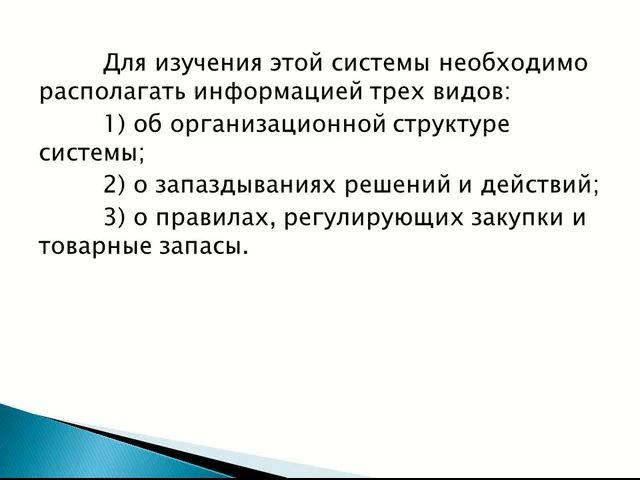 Для изучения этой системы необходимо
располагать информацией трех видов:
1) об организационной структуре
системы;
2) о запаздываниях решений и действий;
3) о правилах, регулирующих закупки и
товарные запасы.